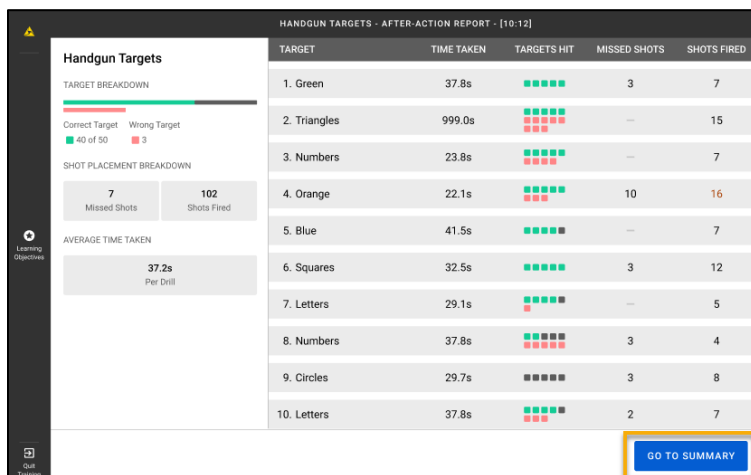 HANDGUN TARGETS - AFTER-ACTION REPORT - [10:12]
Learning
Objectives
Quit
Training
Handgun Targets
TARGET BREAKDOWN
Correct Target Wrong Target
40 of 50 3
SHOT PLACEMENT BREAKDOWN
7 102
Missed Shots Shots Fired
AVERAGE TIME TAKEN
37.2s
Per Drill
TARGET TIME TAKEN TARGETS HIT MISSED SHOTS SHOTS FIRED
1. Green 37.8s 3 7
2. Triangles 999.0s — 15
3. Numbers 23.8s — 7
4. Orange 22.1s 10 16
5. Blue 41.5s — 7
6. Squares 32.5s 3 12
7. Letters 29.1s — 5
8. Numbers 37.8s 3 4
9. Circles 29.7s 3 8
10. Letters 37.8s 2 7
GO TO SUMMARY